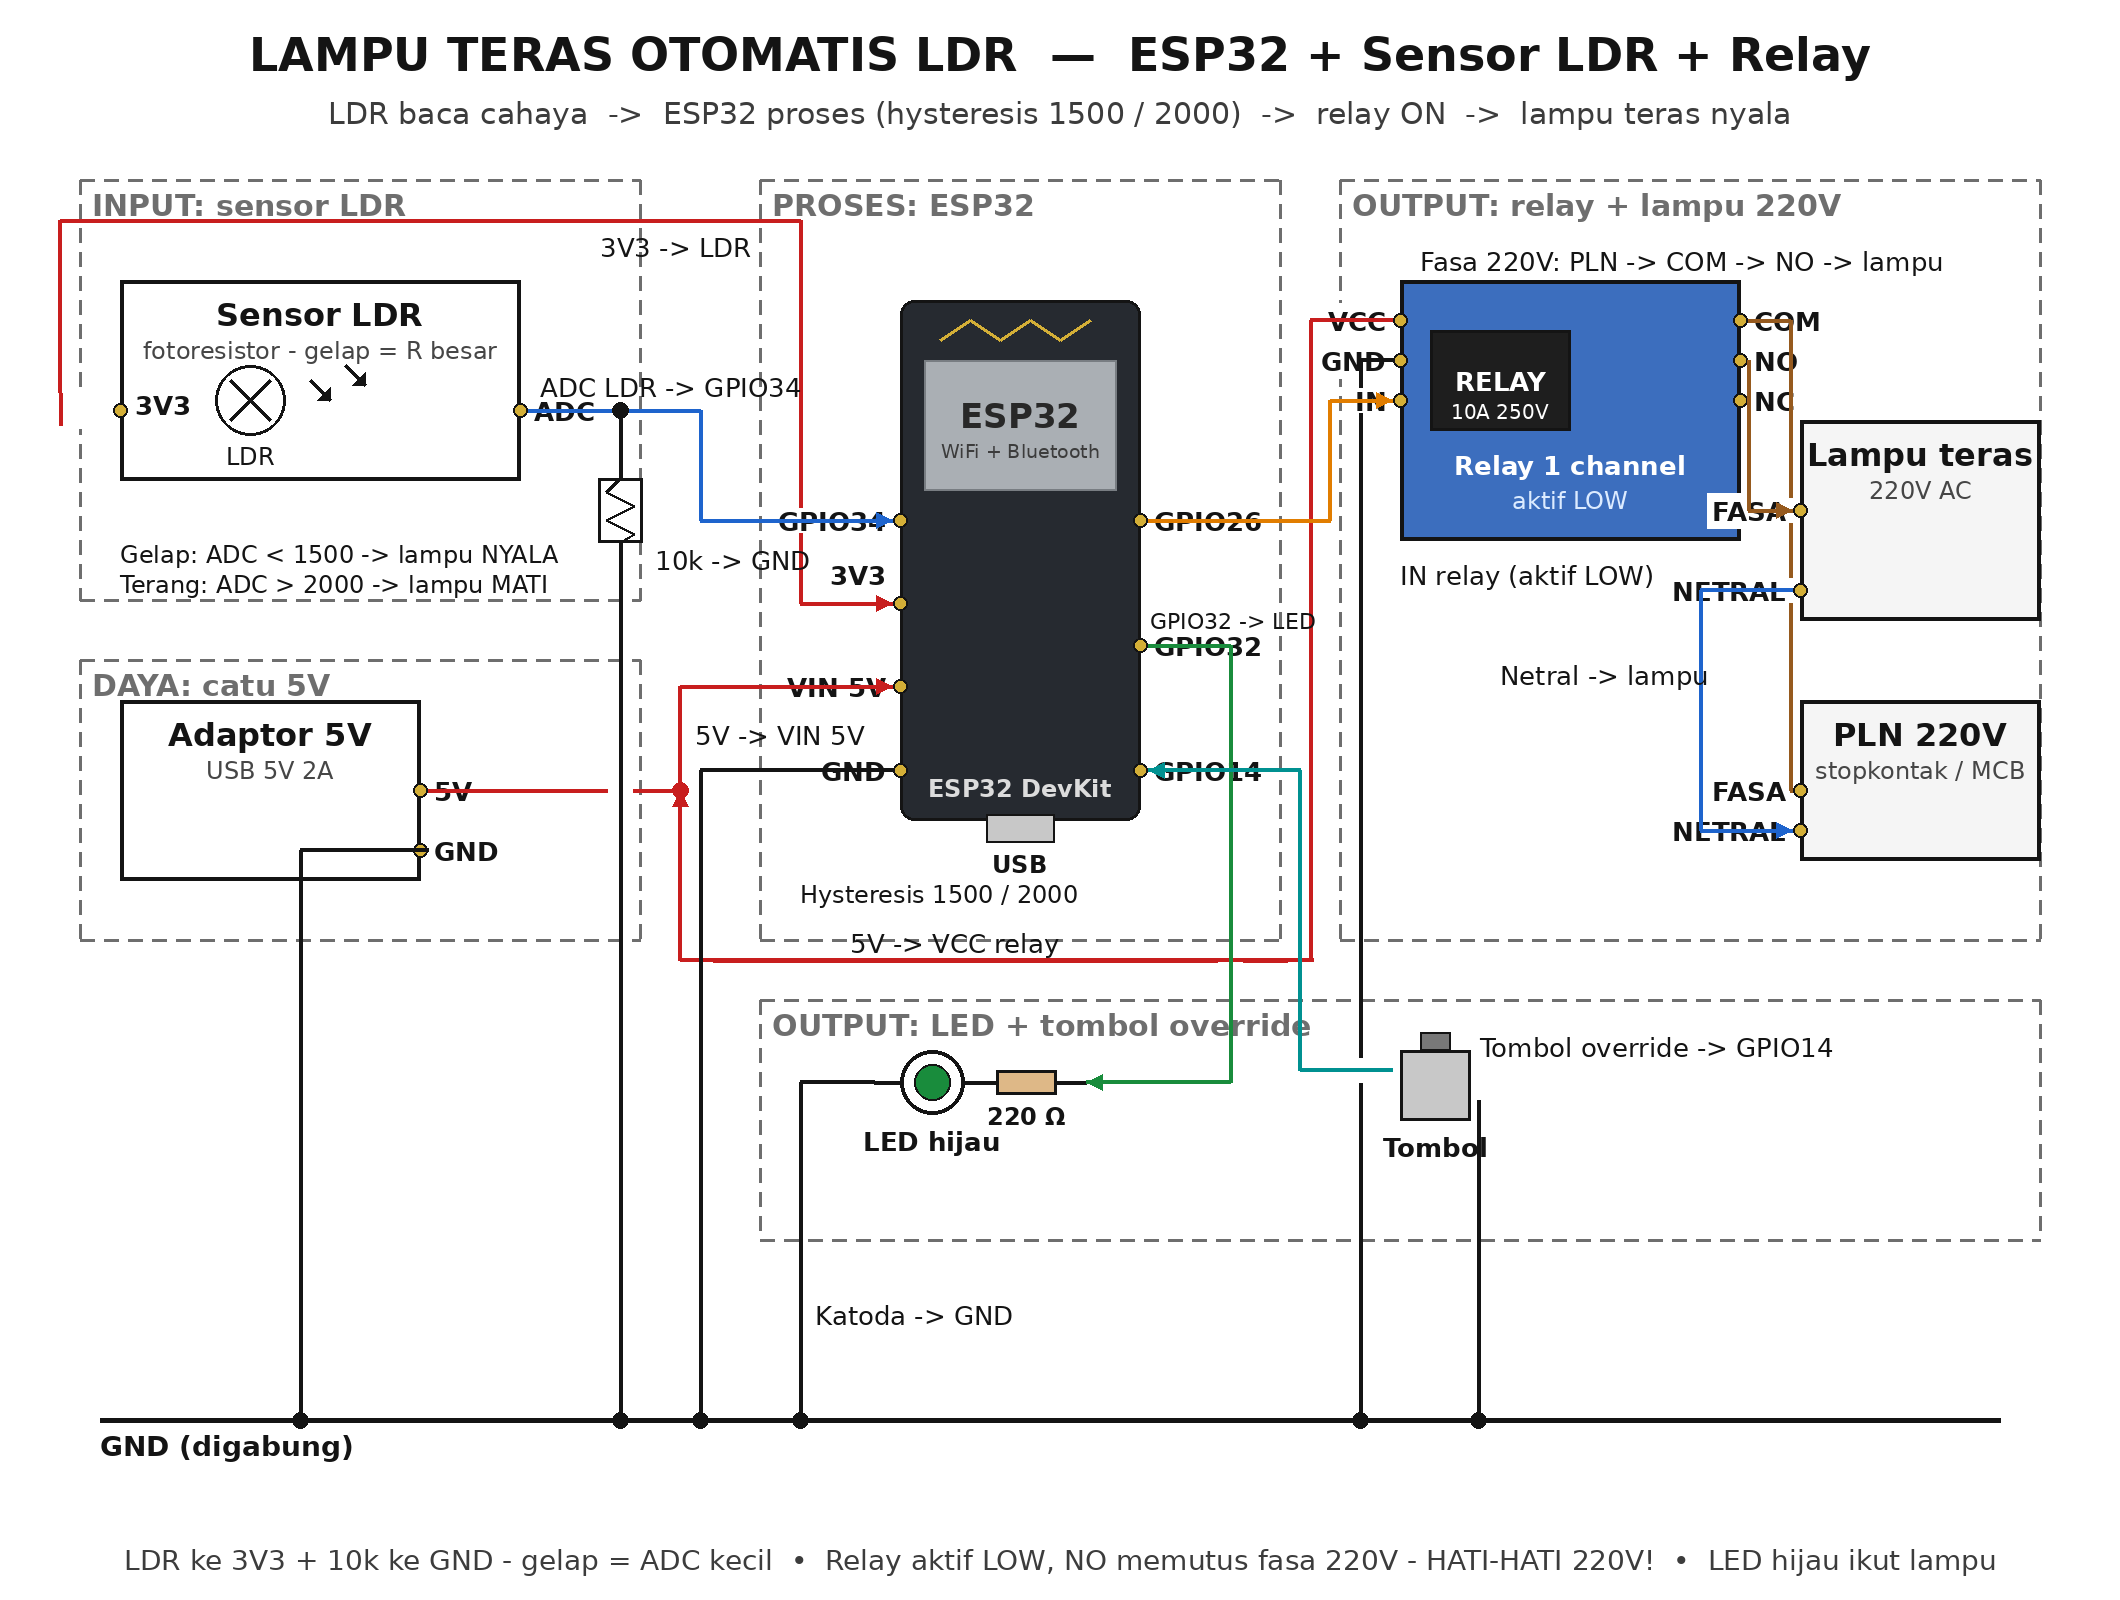 LAMPU TERAS OTOMATIS LDR — ESP32 + Sensor LDR + Relay
LDR baca cahaya -> ESP32 proses (hysteresis 1500 / 2000) -> relay ON -> lampu teras nyala
INPUT: sensor LDR
3V3 -> LDR
Sensor LDR
fotoresistor - gelap = R besar
3V3
LDR
ADC LDR -> GPIO34
ADC
10k -> GND
Gelap: ADC < 1500 -> lampu NYALA
Terang: ADC > 2000 -> lampu MATI
DAYA: catu 5V
Adaptor 5V
USB 5V 2A
5V
GND
PROSES: ESP32
ESP32
WiFi + Bluetooth
GPIO34
3V3
VIN 5V
5V -> VIN 5V
GND
GPIO26
GPIO32 -> LED
GPIO32
GPIO14
ESP32 DevKit
USB
Hysteresis 1500 / 2000
5V -> VCC relay
OUTPUT: relay + lampu 220V
Fasa 220V: PLN -> COM -> NO -> lampu
VCC
GND
IN
RELAY
10A 250V
Relay 1 channel
aktif LOW
COM
NO
NC
IN relay (aktif LOW)
Lampu teras
220V AC
FASA
NETRAL
Netral -> lampu
PLN 220V
stopkontak / MCB
FASA
NETRAL
OUTPUT: LED + tombol override
LED hijau
220 Ω
Tombol override -> GPIO14
Tombol
Katoda -> GND
GND (digabung)
LDR ke 3V3 + 10k ke GND - gelap = ADC kecil • Relay aktif LOW, NO memutus fasa 220V - HATI-HATI 220V! • LED hijau ikut lampu